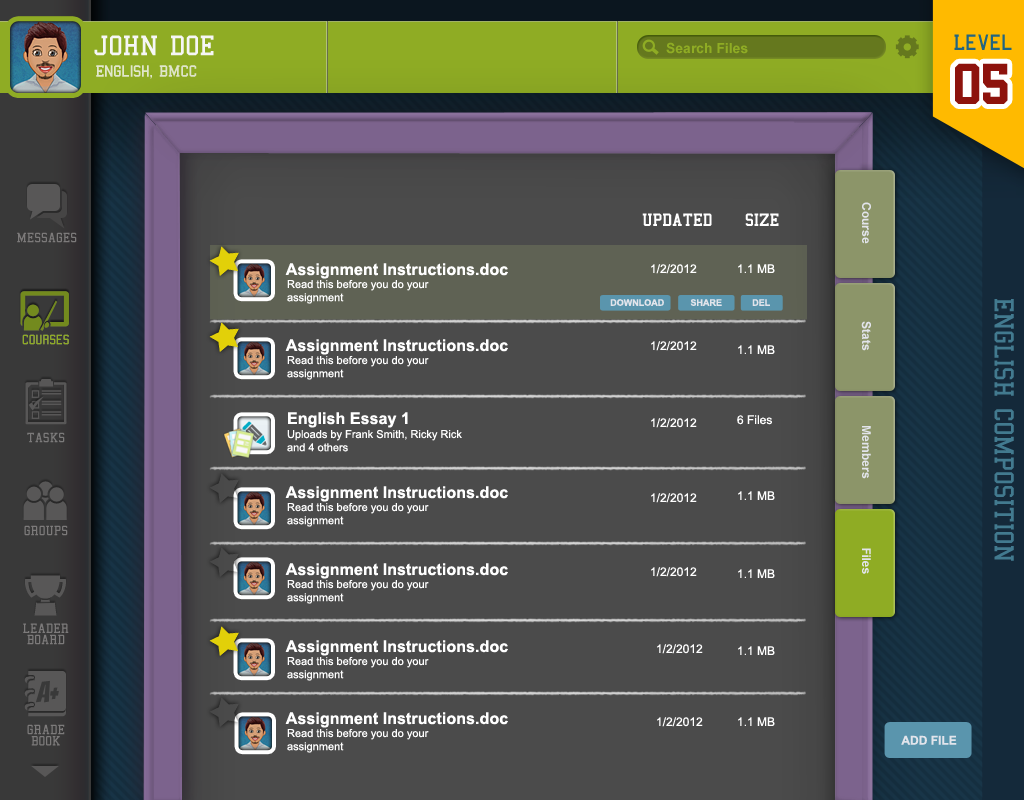 JOHN DOE
ENGLISH, BMCC
Search Files
LEVEL
05
MESSAGES
COURSES
TASKS
GROUPS
LEADER
BOARD
A+
GRADE
BOOK
UPDATED SIZE
Assignment Instructions.doc 1/2/2012 1.1 MB
Read this before you do your
assignment
DOWNLOAD SHARE DEL
Assignment Instructions.doc 1/2/2012 1.1 MB
Read this before you do your
assignment
English Essay 1 1/2/2012 6 Files
Uploads by Frank Smith, Ricky Rick
and 4 others
Assignment Instructions.doc 1/2/2012 1.1 MB
Read this before you do your
assignment
Assignment Instructions.doc 1/2/2012 1.1 MB
Read this before you do your
assignment
Assignment Instructions.doc 1/2/2012 1.1 MB
Read this before you do your
assignment
Assignment Instructions.doc 1/2/2012 1.1 MB
Read this before you do your
assignment
Course
Stats
Members
Files
ENGLISH COMPOSITION
ADD FILE